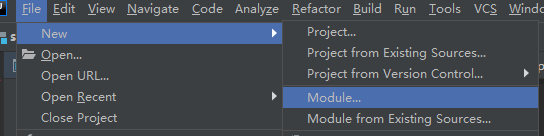 File Edit View Navigate Code Analyze Refactor Build Run Tools VCS
New
Project...
Open...
Project from Existing Sources...
Open URL...
Project from Version Control...
Open Recent
Module...
Close Project
Module from Existing Sources...